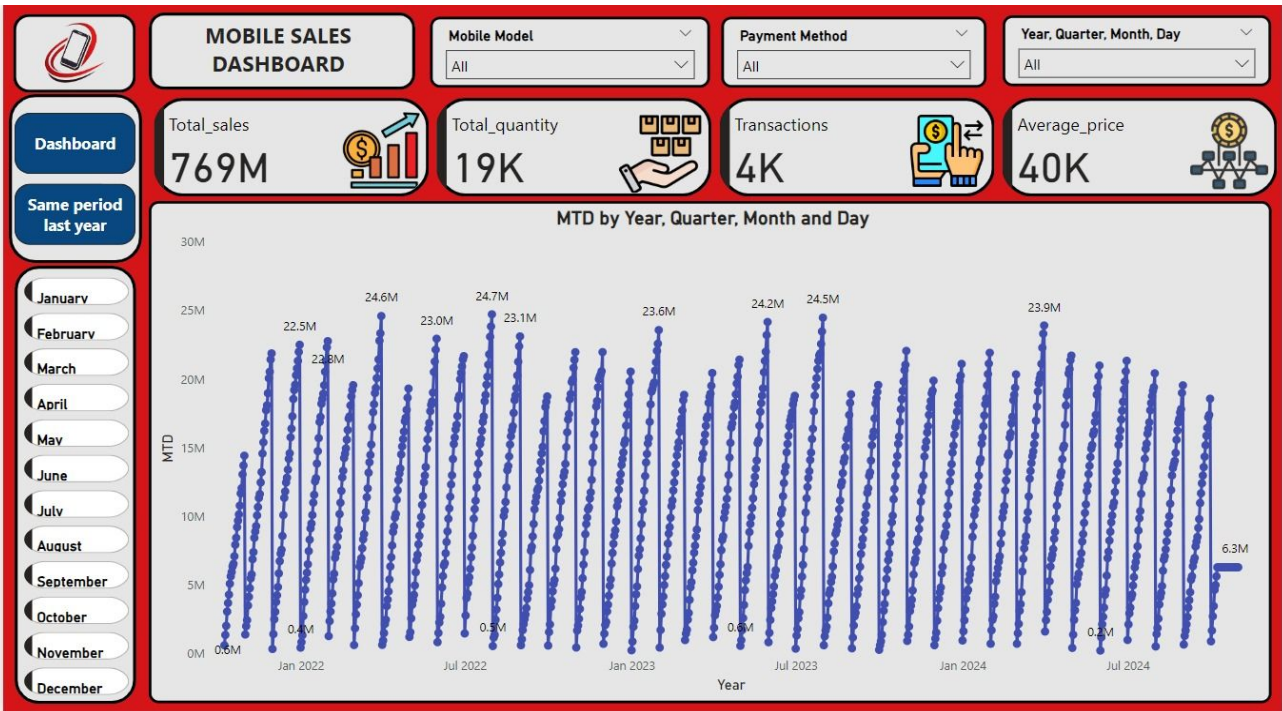 MOBILE SALES
DASHBOARD
Mobile Model
All
Payment Method
All
Year, Quarter, Month, Day
All
Dashboard
Same period
last year
Total_sales
769M
Total_quantity
19K
Transactions
4K
Average_price
40K
January
February
March
April
May
June
July
August
September
October
November
December
MTD by Year, Quarter, Month and Day
MTD
30M
25M
20M
15M
10M
5M
0M
24.6M
24.7M
22.5M
23.0M
23.1M
22.8M
23.6M
24.2M
24.5M
23.9M
6.3M
0.6M
0.4M
0.5M
0.6M
0.2M
Jan 2022
Jul 2022
Jan 2023
Jul 2023
Jan 2024
Jul 2024
Year